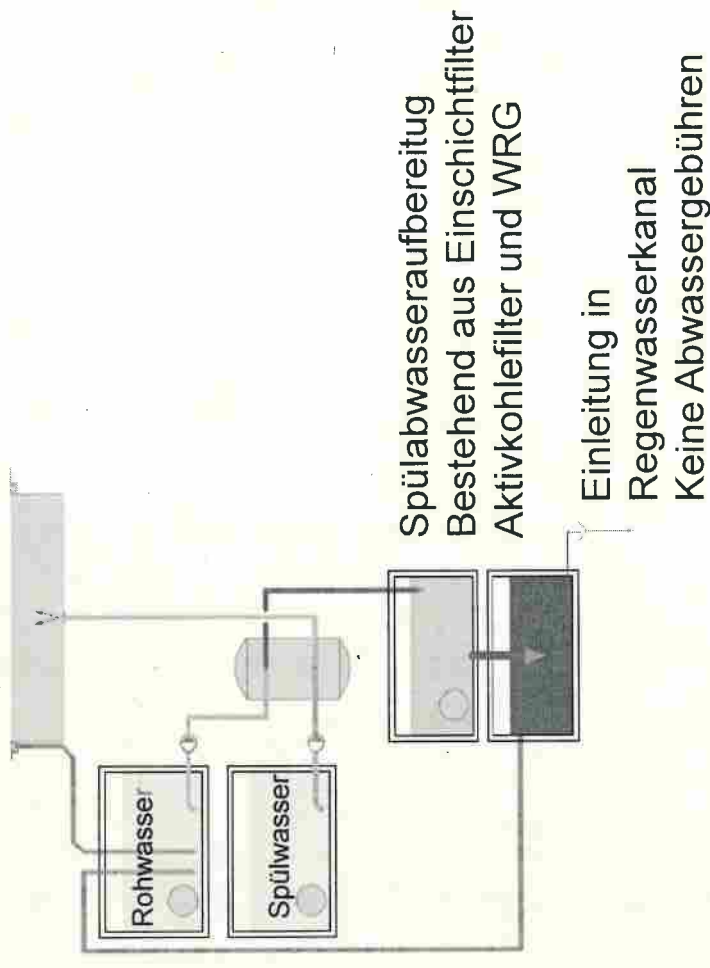 Rohwasser
Spülwasser
Spülabwasseraufbereitug
Bestehend aus Einschichtfilter
Aktivkohlefilter und WRG
Einleitung in
Regenwasserkanal
Keine Abwassergebühren